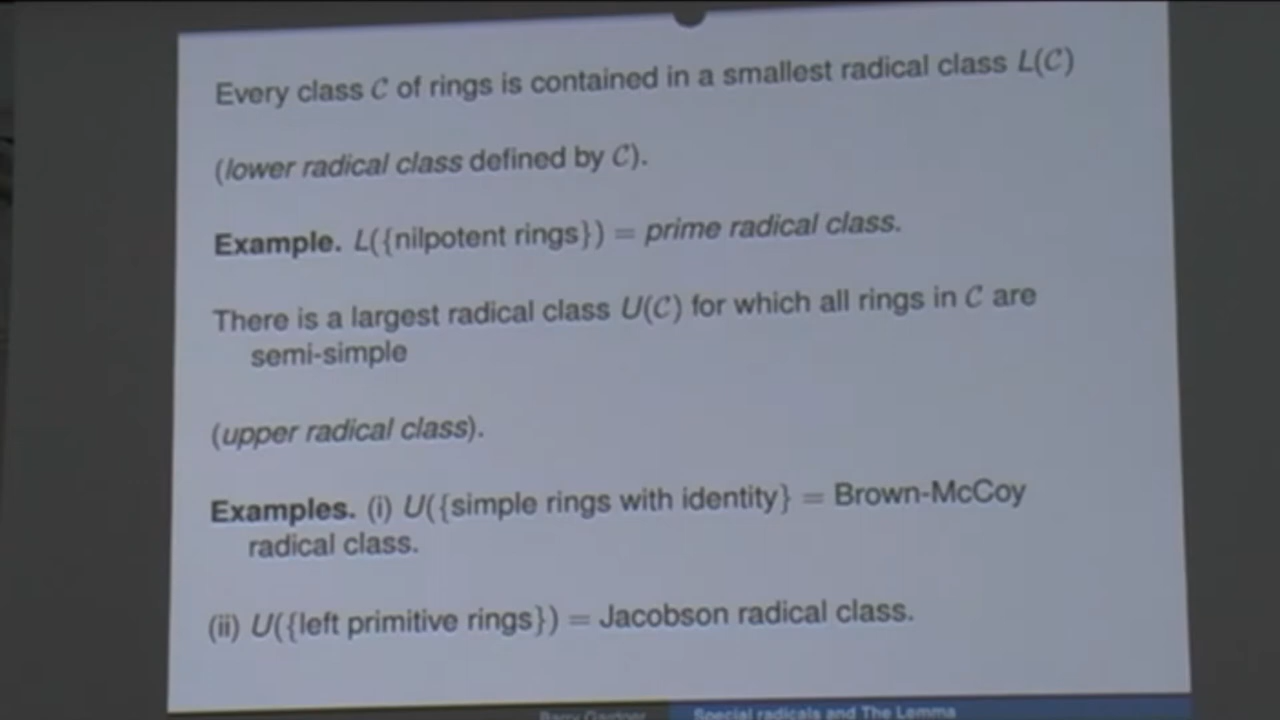 Every class C of rings is contained in a smallest radical class L(C)
(lower radical class defined by C).
Example. L({nilpotent rings}) = prime radical class.
There is a largest radical class U(C) for which all rings in C are
semi-simple
(upper radical class).
Examples. (i) U({simple rings with identity} = Brown-McCoy
radical class.
(ii) U({left primitive rings}) = Jacobson radical class.
Barry Gardner Special radicals and The Lemma